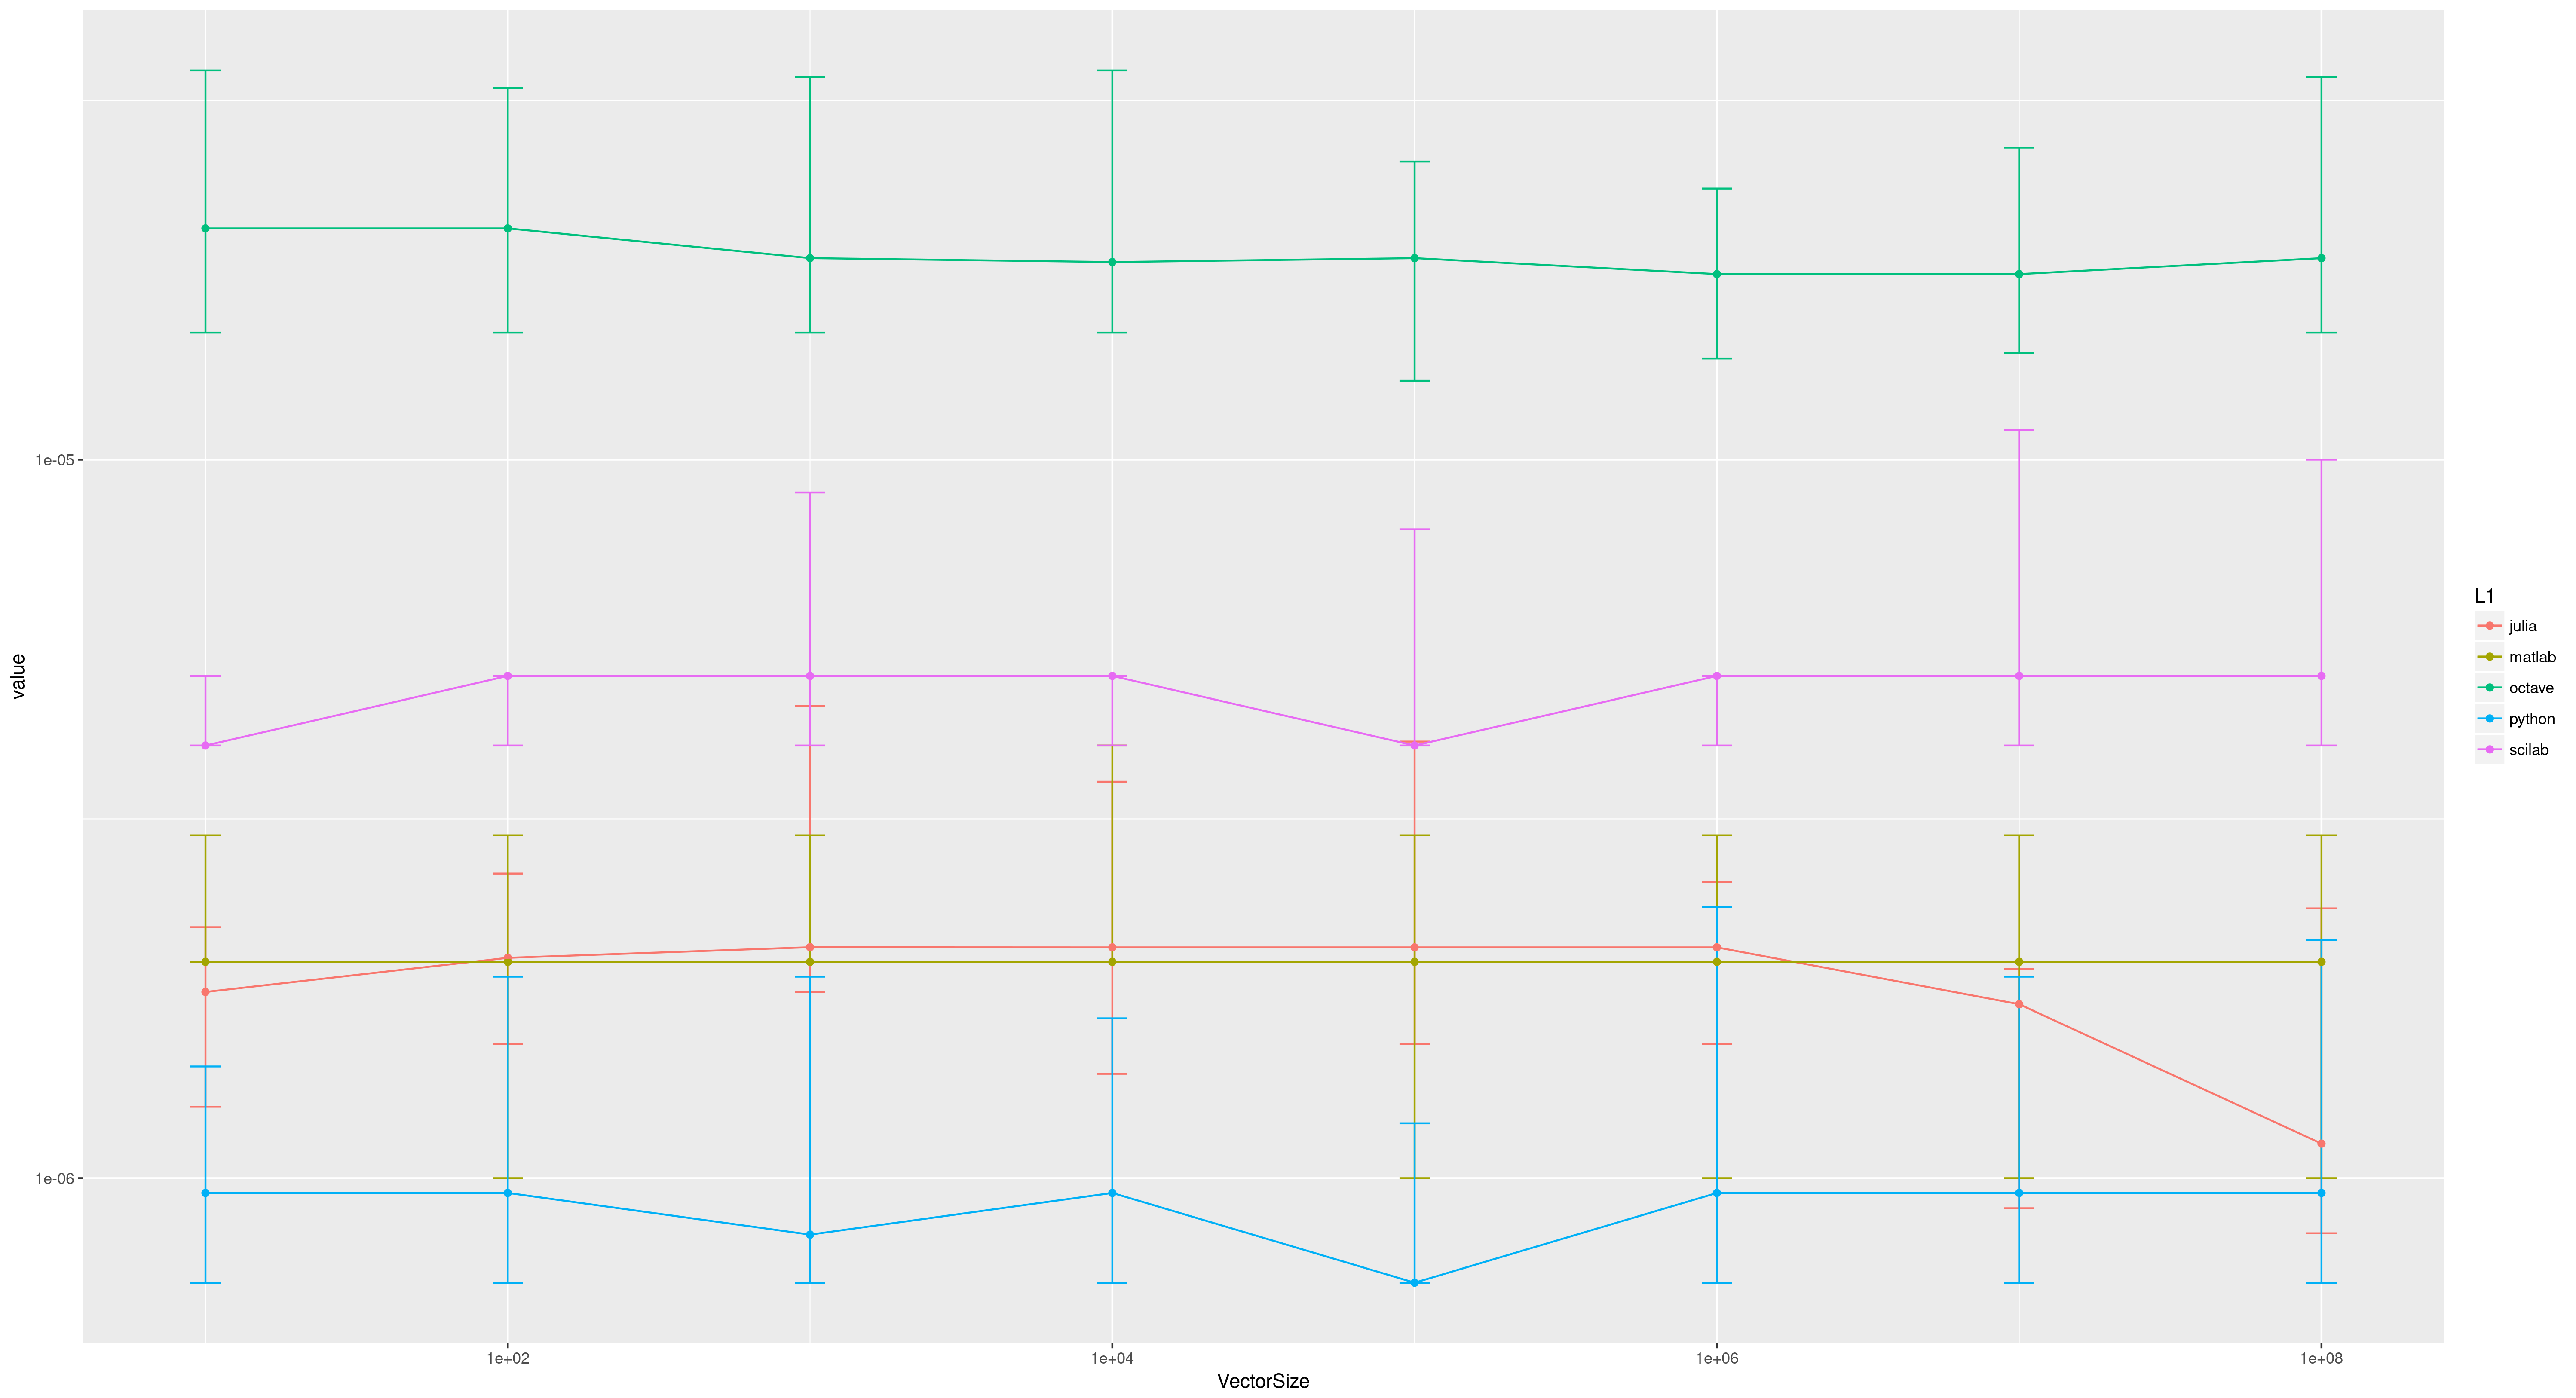 1e-05
1e-06
value
1e+02
1e+04
1e+06
1e+08
VectorSize
L1
julia
matlab
octave
python
scilab